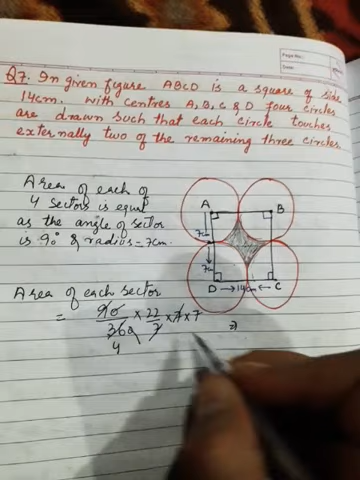 Page No.:
Date:
Q7. In given figure ABCD is a square of side
14cm. with centres A, B, C & D four circles
are drawn such that each circle touches
externally two of the remaining three circles
Area of each of
4 sectors is equal
as the angle of sector
is 90° & radius = 7cm.
A B
7cm
7cm
D → 14cm ← C
Area of each sector
= 90/360 × 22/7 × 7 × 7
4